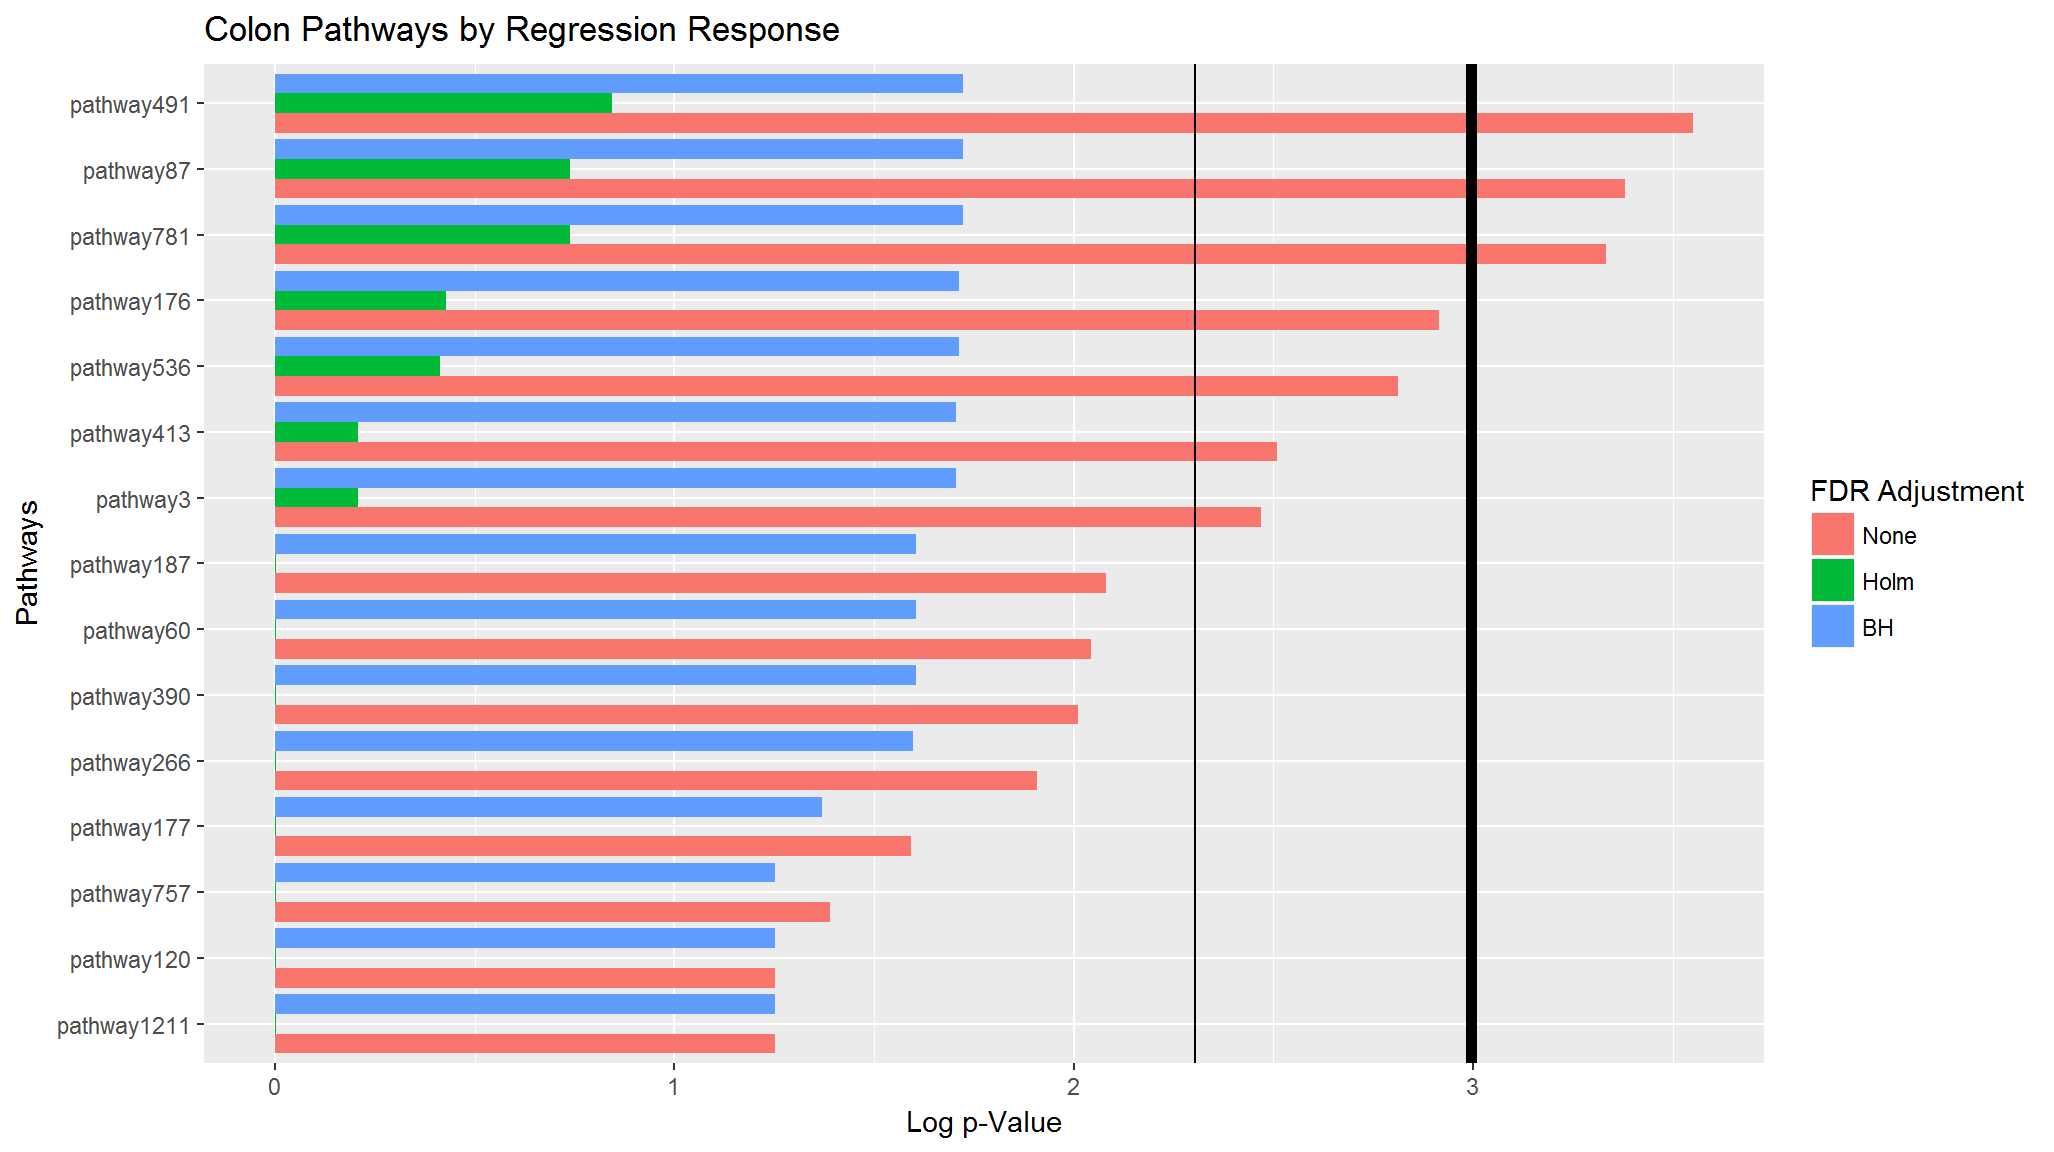 Colon Pathways by Regression Response
Pathways
pathway491
pathway87
pathway781
pathway176
pathway536
pathway413
pathway3
pathway187
pathway60
pathway390
pathway266
pathway177
pathway757
pathway120
pathway1211
0 1 2 3
Log p-Value
FDR Adjustment
None
Holm
BH